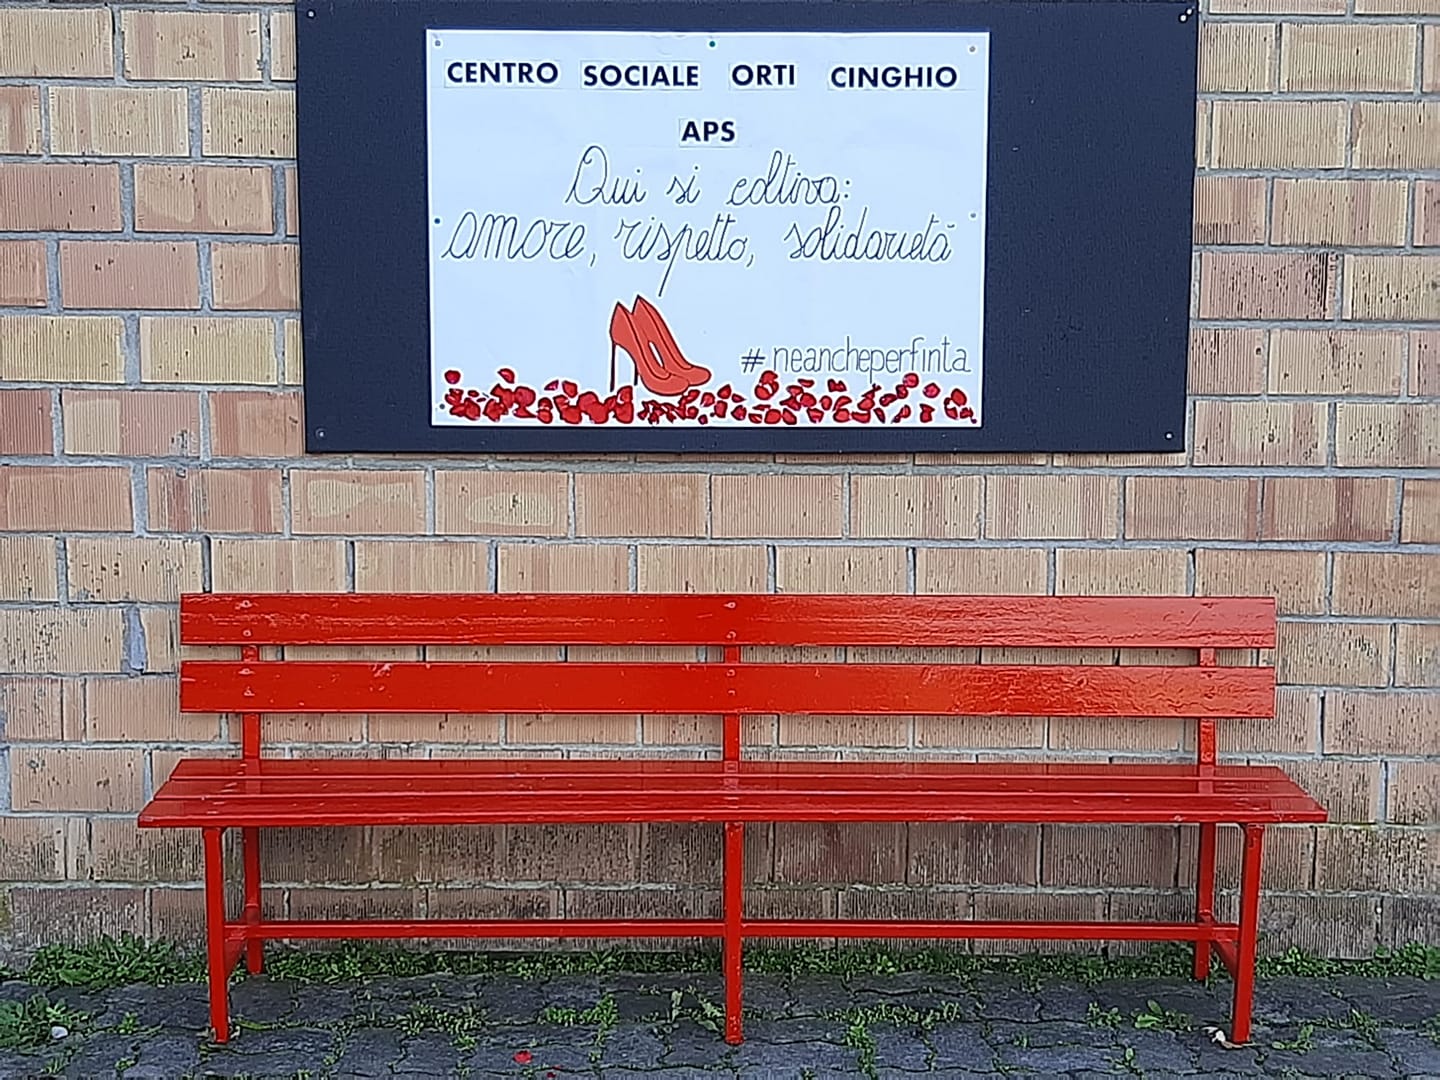 CENTRO SOCIALE ORTI CINGHIO
APS
Qui si coltiva:
amore, rispetto, solidarietà
#neancheperfinta